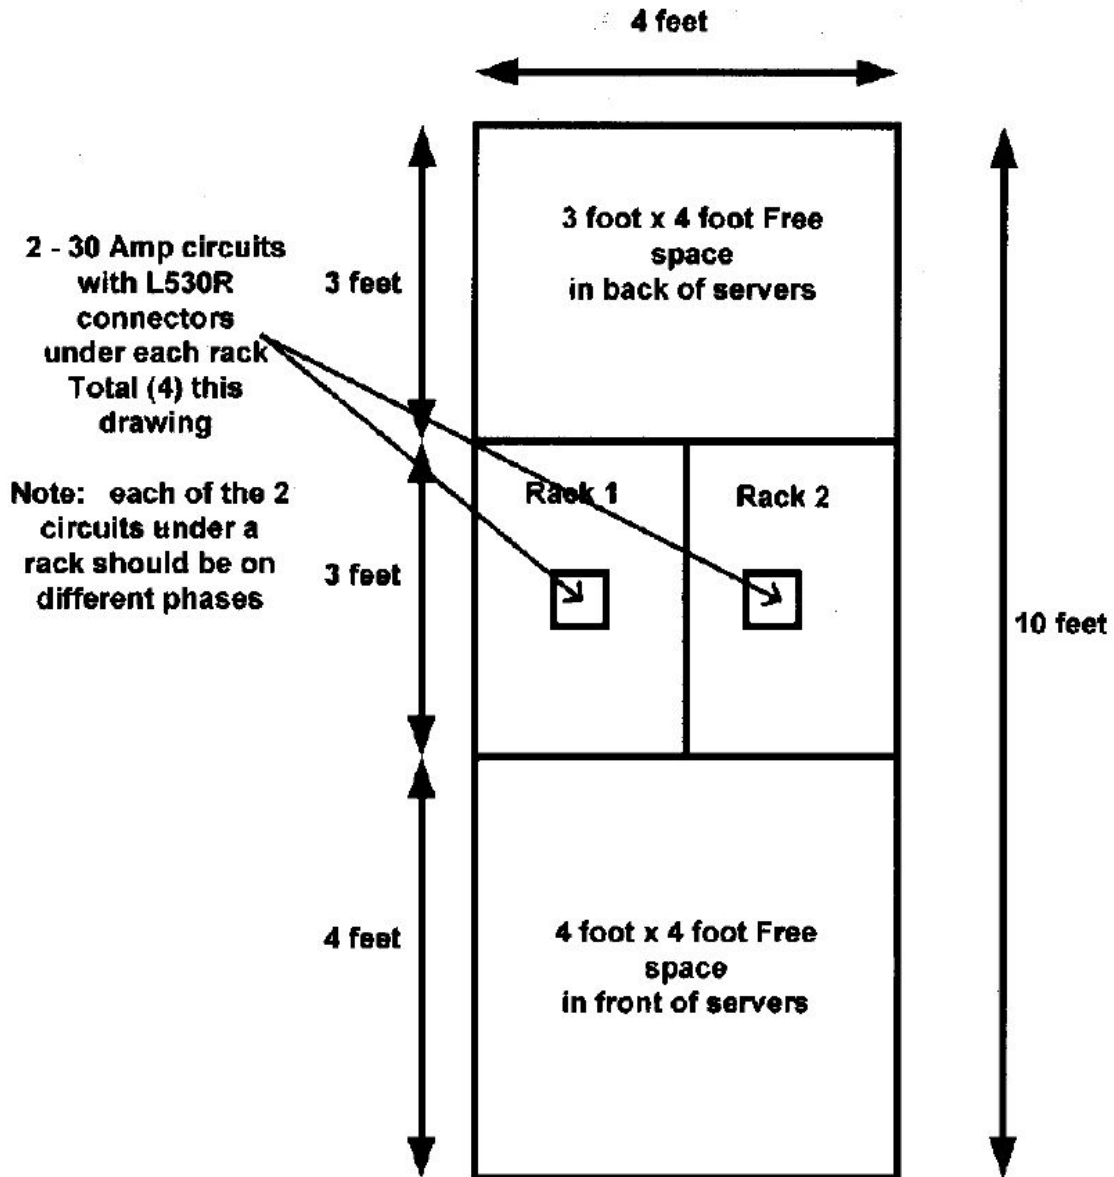 4 feet
3 foot x 4 foot Free
space
in back of servers
2 - 30 Amp circuits
with L530R
connectors
under each rack
Total (4) this
drawing
3 feet
Note: each of the 2
circuits under a
rack should be on
different phases
Rack 1
Rack 2
3 feet
10 feet
4 feet
4 foot x 4 foot Free
space
in front of servers